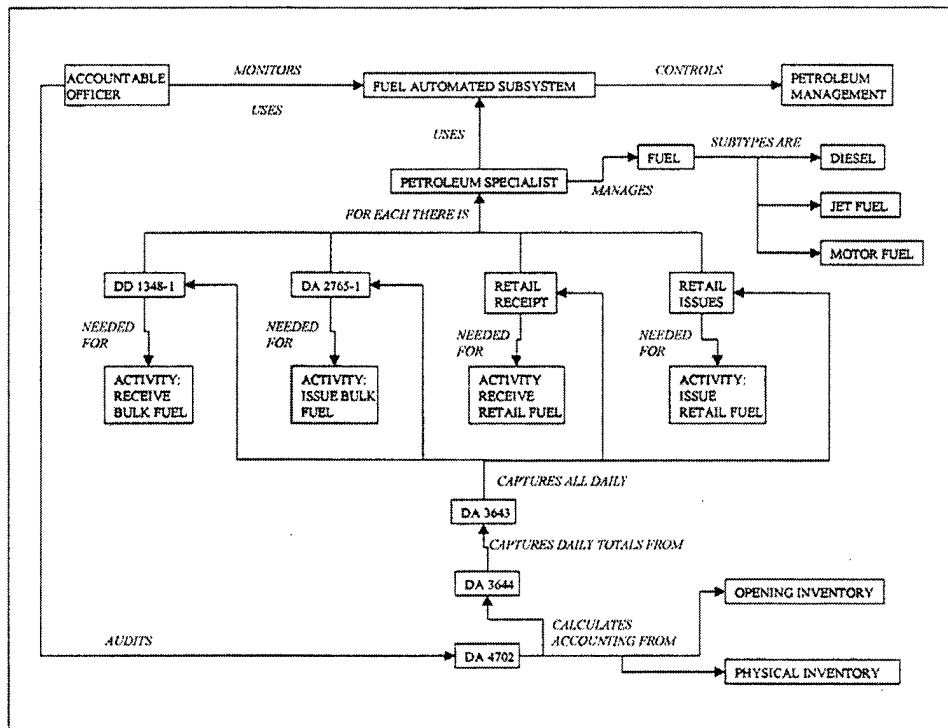 ACCOUNTABLE
OFFICER
MONITORS
USES
FUEL AUTOMATED SUBSYSTEM
CONTROLS
PETROLEUM
MANAGEMENT
USES
FUEL
SUBTYPES ARE
DIESEL
PETROLEUM SPECIALIST
MANAGES
JET FUEL
FOR EACH THERE IS
MOTOR FUEL
DD 1348-1
DA 2765-1
RETAIL
RECEIPT
RETAIL
ISSUES
NEEDED
FOR
NEEDED
FOR
NEEDED
FOR
NEEDED
FOR
ACTIVITY:
RECEIVE
BULK FUEL
ACTIVITY:
ISSUE BULK
FUEL
ACTIVITY
RECEIVE
RETAIL FUEL
ACTIVITY:
ISSUE
RETAIL FUEL
CAPTURES ALL DAILY
DA 3643
CAPTURES DAILY TOTALS FROM
DA 3644
OPENING INVENTORY
CALCULATES
ACCOUNTING FROM
AUDITS
DA 4702
PHYSICAL INVENTORY